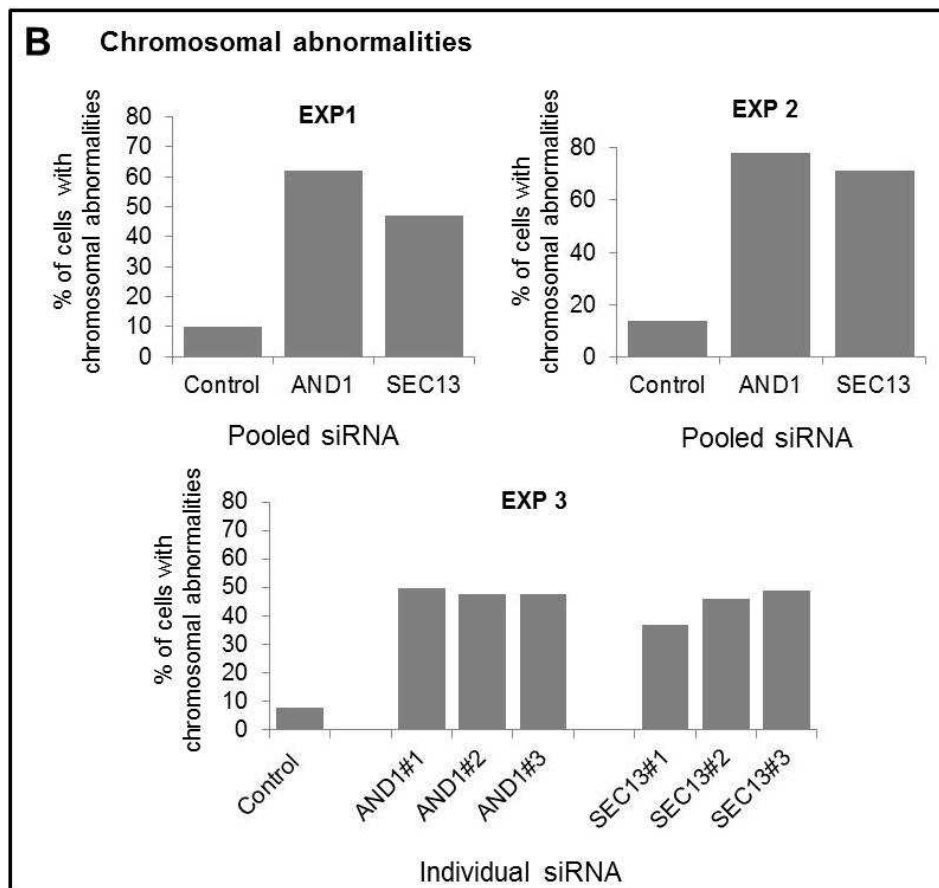 B Chromosomal abnormalities
EXP1
% of cells with
chromosomal abnormalities
80
70
60
50
40
30
20
10
0
Control AND1 SEC13
Pooled siRNA
EXP 2
% of cells with
chromosomal abnormalities
80
60
40
20
0
Control AND1 SEC13
Pooled siRNA
EXP 3
% of cells with
chromosomal abnormalities
80
70
60
50
40
30
20
10
0
Control AND1#1 AND1#2 AND1#3 SEC13#1 SEC13#2 SEC13#3
Individual siRNA